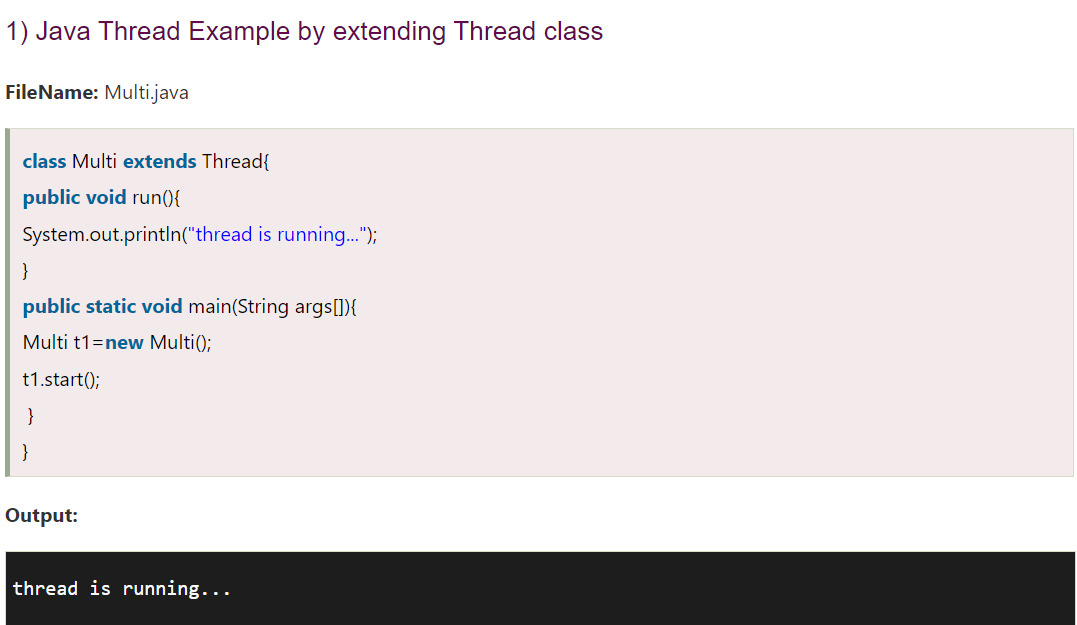 1) Java Thread Example by extending Thread class
FileName: Multi.java
class Multi extends Thread{
public void run(){
System.out.println("thread is running...");
}
public static void main(String args[]){
Multi t1=new Multi();
t1.start();
}
}
Output:
thread is running...